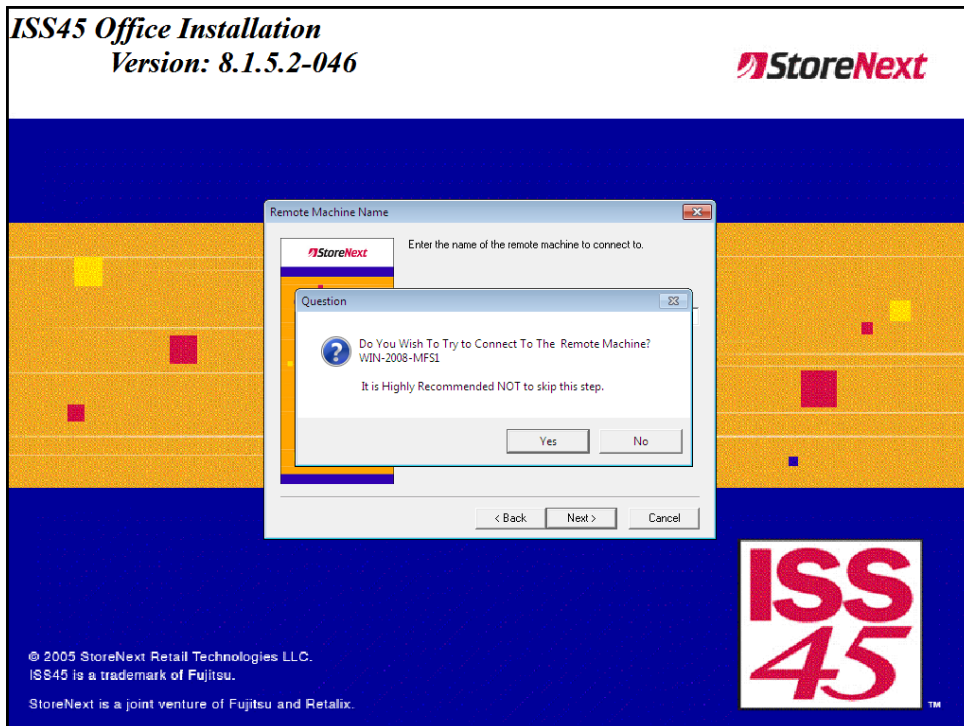 ISS45 Office Installation
Version: 8.1.5.2-046
StoreNext
Remote Machine Name
StoreNext
Enter the name of the remote machine to connect to.
Question
Do You Wish To Try to Connect To The  Remote Machine?
WIN-2008-MFS1
It is Highly Recommended NOT to skip this step.
Yes
No
< Back
Next >
Cancel
ISS
45
TM
© 2005 StoreNext Retail Technologies LLC.
ISS45 is a trademark of Fujitsu.
StoreNext is a joint venture of Fujitsu and Retalix.